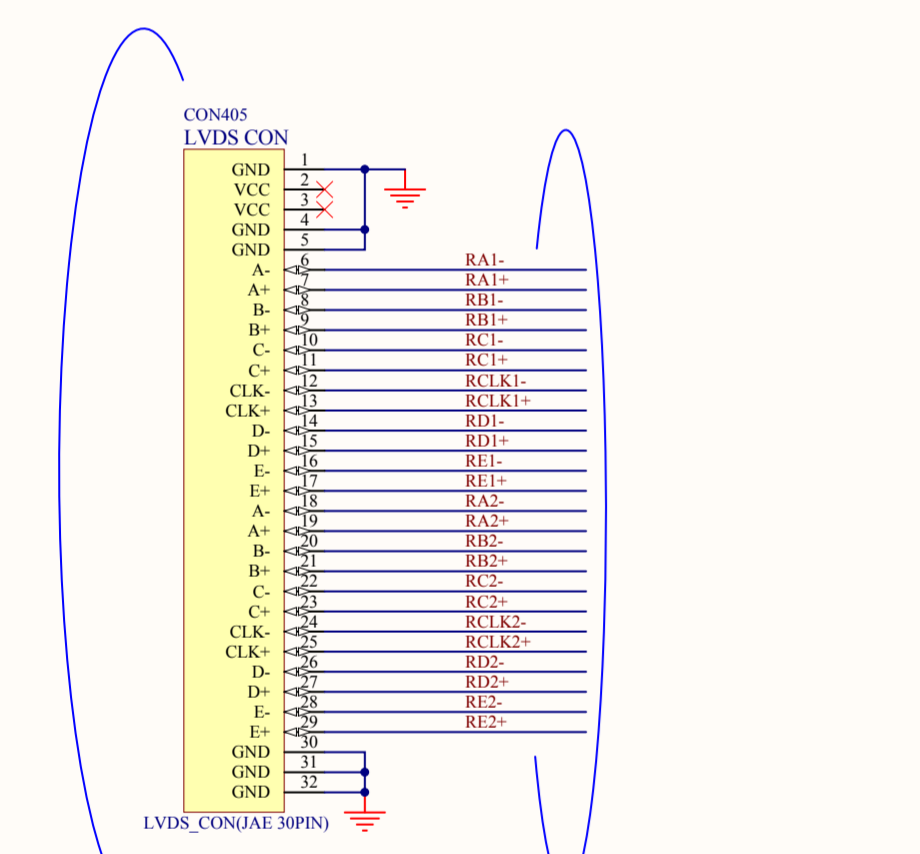 CON405
LVDS CON
GND 1
VCC 2
VCC 3
GND 4
GND 5
A- 6 RA1-
A+ 7 RA1+
B- 8 RB1-
B+ 9 RB1+
C- 10 RC1-
C+ 11 RC1+
CLK- 12 RCLK1-
CLK+ 13 RCLK1+
D- 14 RD1-
D+ 15 RD1+
E- 16 RE1-
E+ 17 RE1+
A- 18 RA2-
A+ 19 RA2+
B- 20 RB2-
B+ 21 RB2+
C- 22 RC2-
C+ 23 RC2+
CLK- 24 RCLK2-
CLK+ 25 RCLK2+
D- 26 RD2-
D+ 27 RD2+
E- 28 RE2-
E+ 29 RE2+
GND 30
GND 31
GND 32
LVDS_CON(JAE 30PIN)